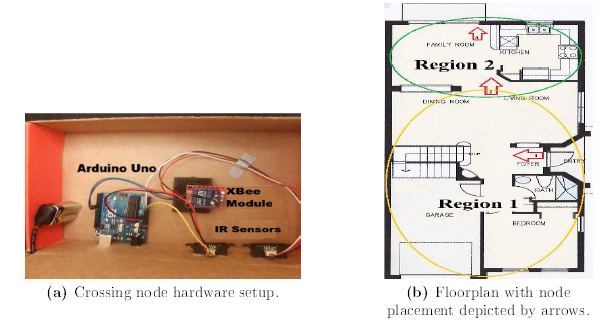 Arduino Uno
XBee
Module
IR Sensors
(a) Crossing node hardware setup.
FAMILY ROOM
KITCHEN
Region 2
DINING ROOM
LIVING ROOM
FOYER
ENTRY
BATH
Region 1
GARAGE
BEDROOM
(b) Floorplan with node
placement depicted by arrows.